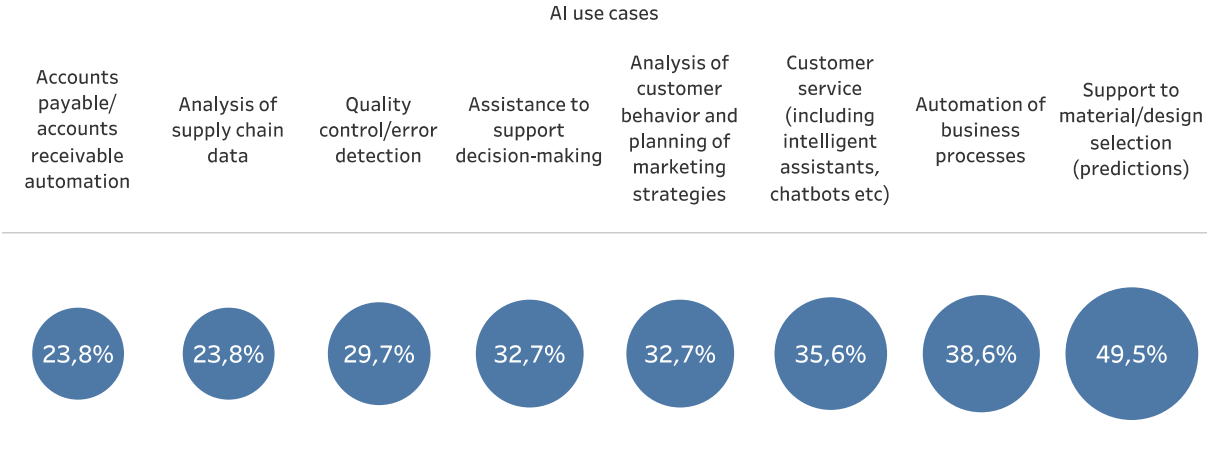 AI use cases
Accounts
payable/
accounts
receivable
automation
Analysis of
supply chain
data
Quality
control/error
detection
Assistance to
support
decision-making
Analysis of
customer
behavior and
planning of
marketing
strategies
Customer
service
(including
intelligent
assistants,
chatbots etc)
Automation of
business
processes
Support to
material/design
selection
(predictions)
23,8%
23,8%
29,7%
32,7%
32,7%
35,6%
38,6%
49,5%